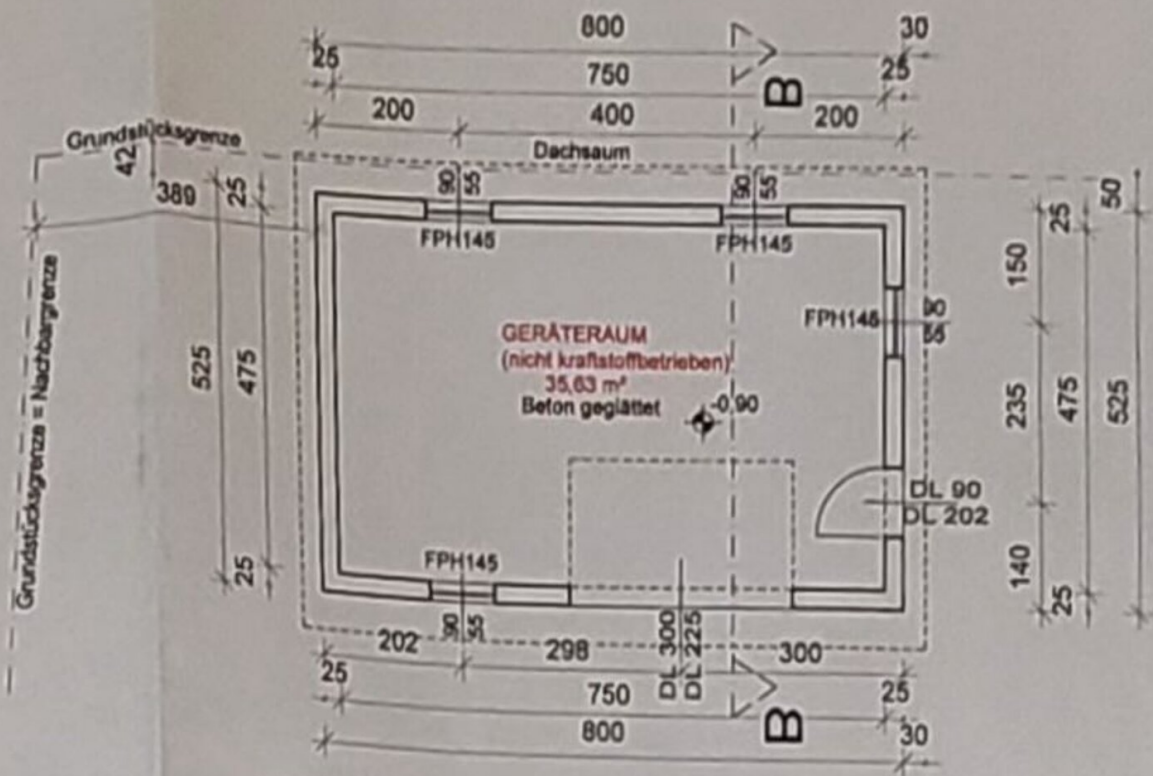 800
30
25
750
25
200
400
200
B
Grundstücksgrenze
Dachsaum
42
389
25
90
55
90
55
50
25
FPH145
FPH145
150
Grundstücksgrenze = Nachbargrenze
FPH145
90
55
GERÄTERAUM
(nicht kraftstoffbetrieben)
35,63 m²
Beton geglättet
-0,90
525
475
235
475
525
DL 90
DL 202
FPH145
25
140
25
90
55
202
298
DL 300
DL 225
300
25
750
25
B
800
30